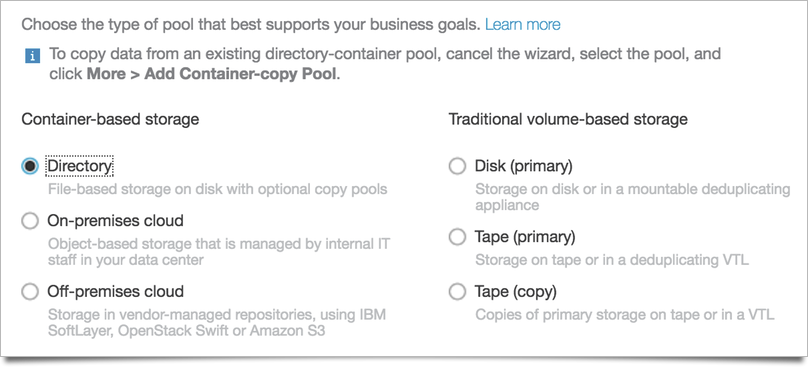 Choose the type of pool that best supports your business goals. Learn more
To copy data from an existing directory-container pool, cancel the wizard, select the pool, and
click More > Add Container-copy Pool.
Container-based storage
Directory
File-based storage on disk with optional copy pools
On-premises cloud
Object-based storage that is managed by internal IT
staff in your data center
Off-premises cloud
Storage in vendor-managed repositories, using IBM
SoftLayer, OpenStack Swift or Amazon S3
Traditional volume-based storage
Disk (primary)
Storage on disk or in a mountable deduplicating
appliance
Tape (primary)
Storage on tape or in a deduplicating VTL
Tape (copy)
Copies of primary storage on tape or in a VTL